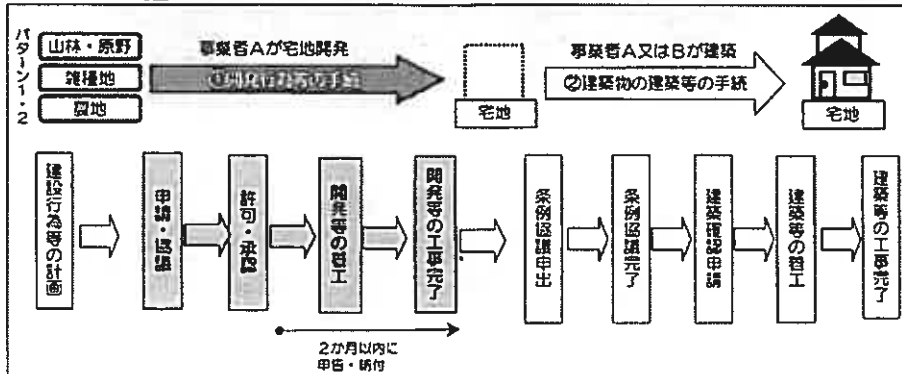 パターン1・2
山林・原野
雑種地
農地
事業者Aが宅地開発
①開発行為等の手続
宅地
事業者A又はBが建築
②建築物の建築等の手続
宅地
建設行為等の計画
申請・協議
許可・承認
開発等の着工
開発等の工事完了
条例協議申出
条例協議完了
建築確認申請
建築等の着工
建築等の工事完了
2か月以内に
申告・納付